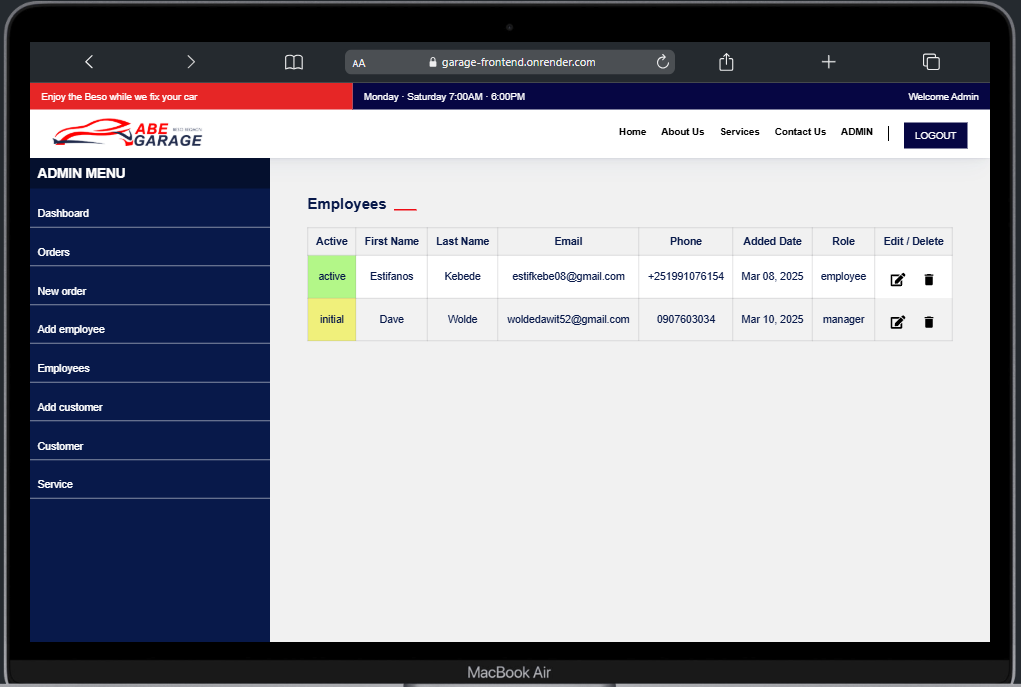 AA garage-frontend.onrender.com
Enjoy the Beso while we fix your car
Monday - Saturday 7:00AM - 6:00PM
Welcome Admin
ABE
GARAGE
Home About Us Services Contact Us ADMIN LOGOUT
ADMIN MENU
Dashboard
Orders
New order
Add employee
Employees
Add customer
Customer
Service
Employees
Active First Name Last Name Email Phone Added Date Role Edit / Delete
active Estifanos Kebede estifkebe08@gmail.com +251991076154 Mar 08, 2025 employee
initial Dave Wolde woldedawit52@gmail.com 0907603034 Mar 10, 2025 manager
MacBook Air